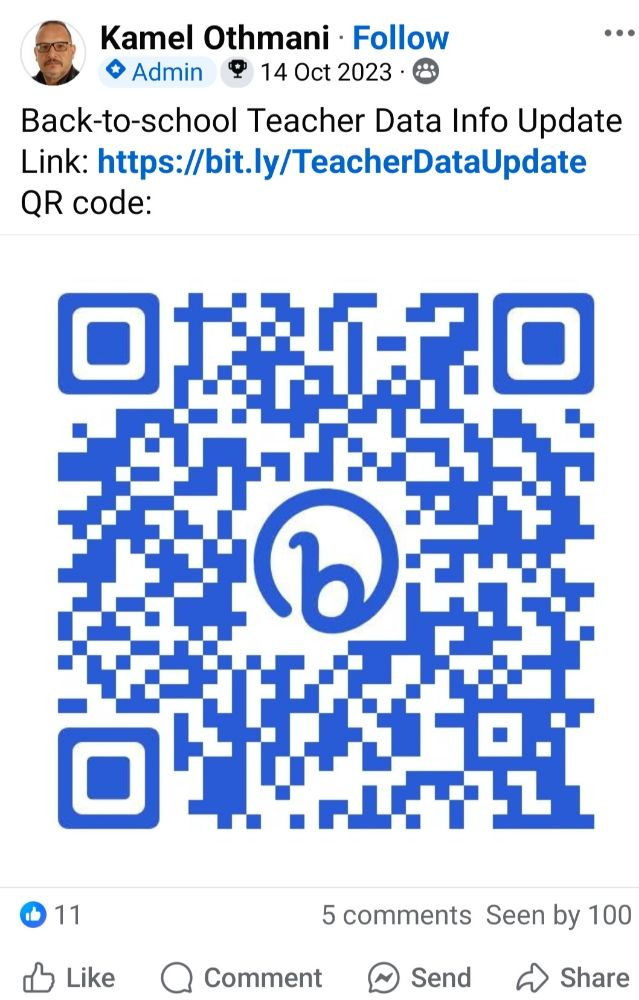 Kamel Othmani · Follow
Admin 14 Oct 2023 ·
Back-to-school Teacher Data Info Update
Link: https://bit.ly/TeacherDataUpdate
QR code:
b
11 5 comments Seen by 100
Like Comment Send Share